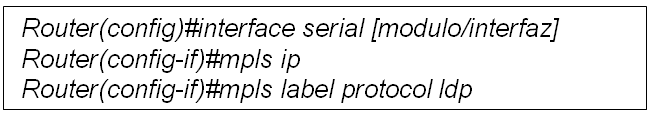 Router(config)#interface serial [modulo/interfaz]
Router(config-if)#mpls ip
Router(config-if)#mpls label protocol ldp